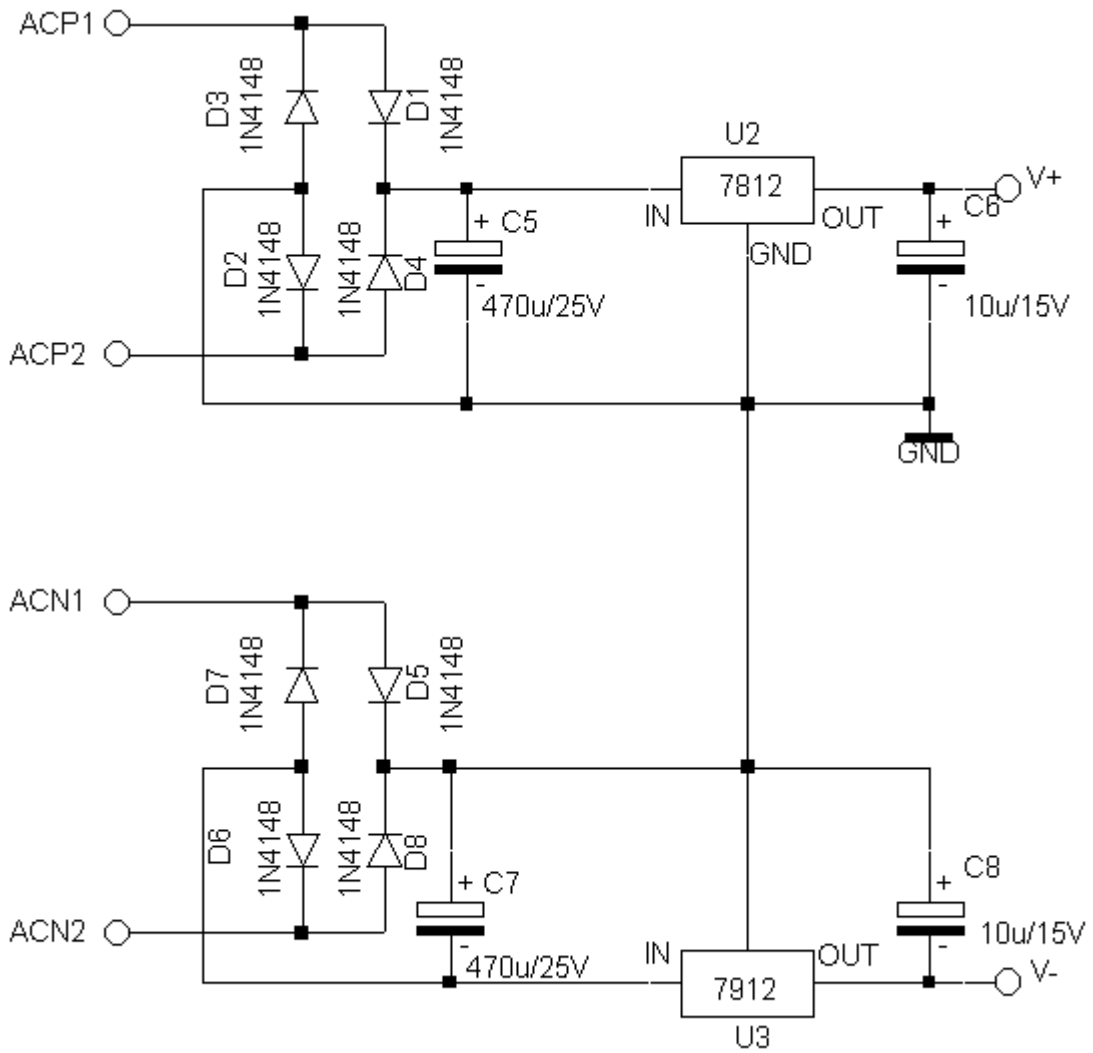 ACP1
D3
1N4148
D1
1N4148
U2
7812
IN
OUT
GND
V+
+ C5
-
470u/25V
C6
+
-
10u/15V
D2
1N4148
1N4148
D4
ACP2
GND
ACN1
D7
1N4148
D5
1N4148
D6
1N4148
1N4148
D8
+ C7
-
470u/25V
C8
+
-
10u/15V
ACN2
IN
OUT
7912
U3
V-